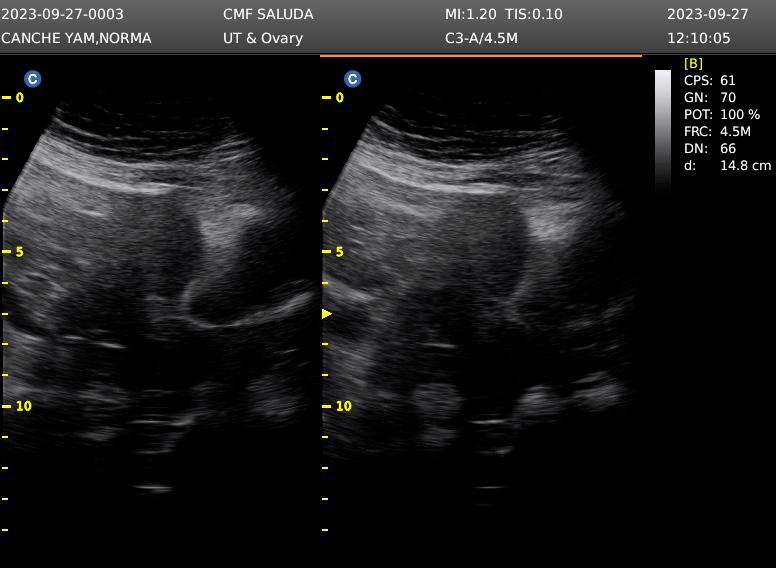 2023-09-27-0003 CMF SALUDA MI:1.20 TIS:0.10 2023-09-27
CANCHE YAM,NORMA UT & Ovary C3-A/4.5M 12:10:05
[B]
CPS: 61
GN: 70
POT: 100 %
FRC: 4.5M
DN: 66
d: 14.8 cm
C C
0 0
5 5
10 10